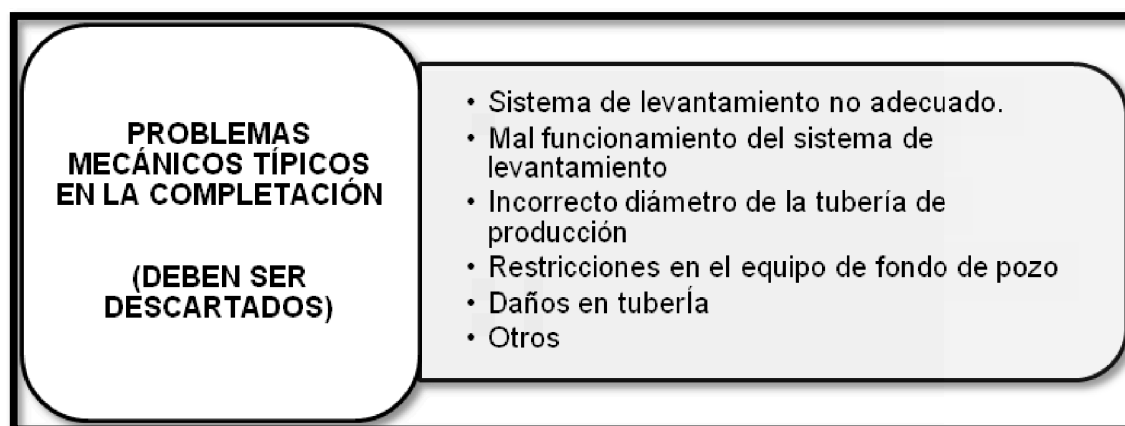 PROBLEMAS
MECÁNICOS TÍPICOS
EN LA COMPLETACIÓN
(DEBEN SER
DESCARTADOS)
• Sistema de levantamiento no adecuado.
• Mal funcionamiento del sistema de
levantamiento
• Incorrecto diámetro de la tubería de
producción
• Restricciones en el equipo de fondo de pozo
• Daños en tuberÍa
• Otros